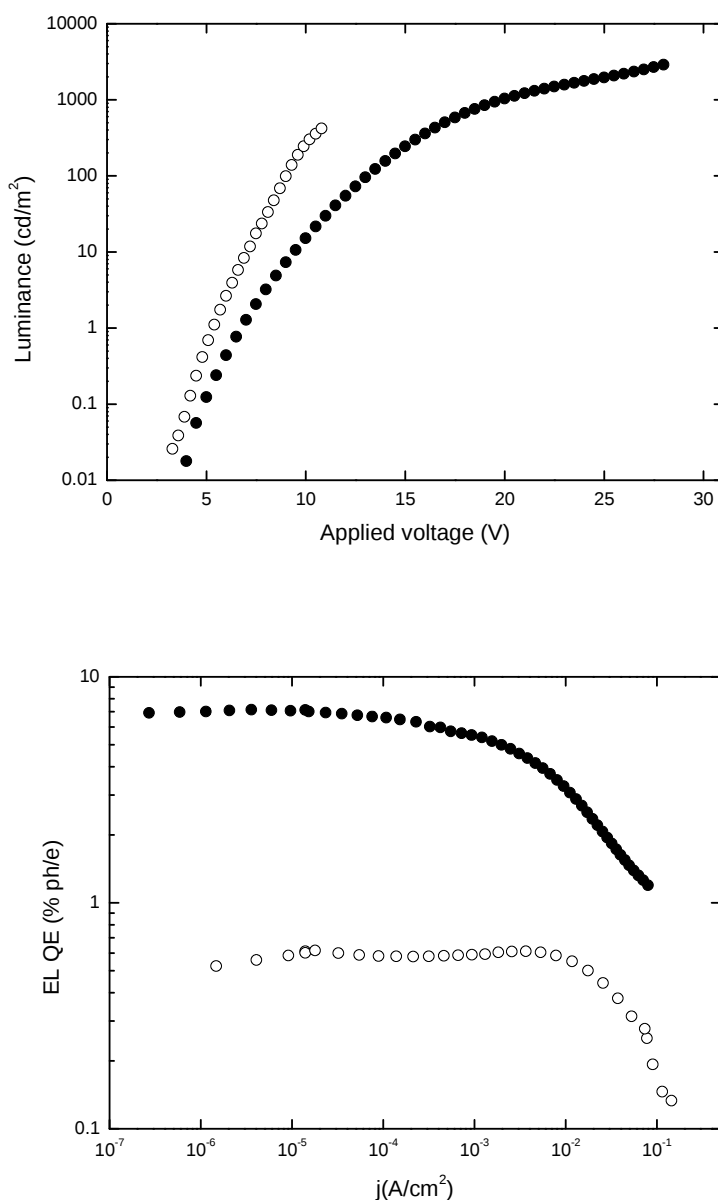 10000
1000
100
10
1
0.1
0.01
Luminance (cd/m²)
0 5 10 15 20 25 30
Applied voltage (V)
10
1
0.1
EL QE (% ph/e)
10⁻⁷ 10⁻⁶ 10⁻⁵ 10⁻⁴ 10⁻³ 10⁻² 10⁻¹
j(A/cm²)